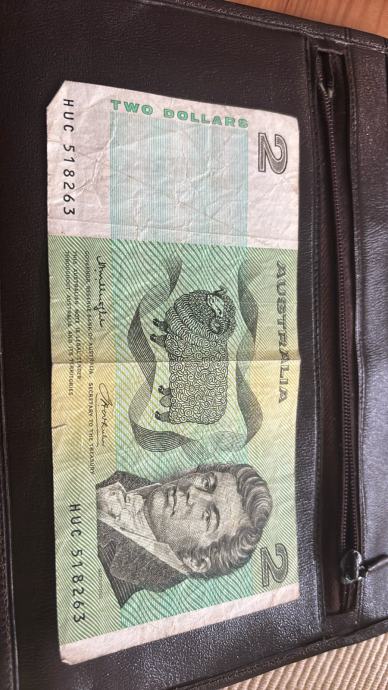 TWO DOLLARS
2
HUC 518263
AUSTRALIA
GOVERNOR RESERVE BANK OF AUSTRALIA
SECRETARY TO THE TREASURY
THIS AUSTRALIAN NOTE IS LEGAL TENDER
THROUGHOUT AUSTRALIA AND ITS TERRITORIES
2
HUC 518263